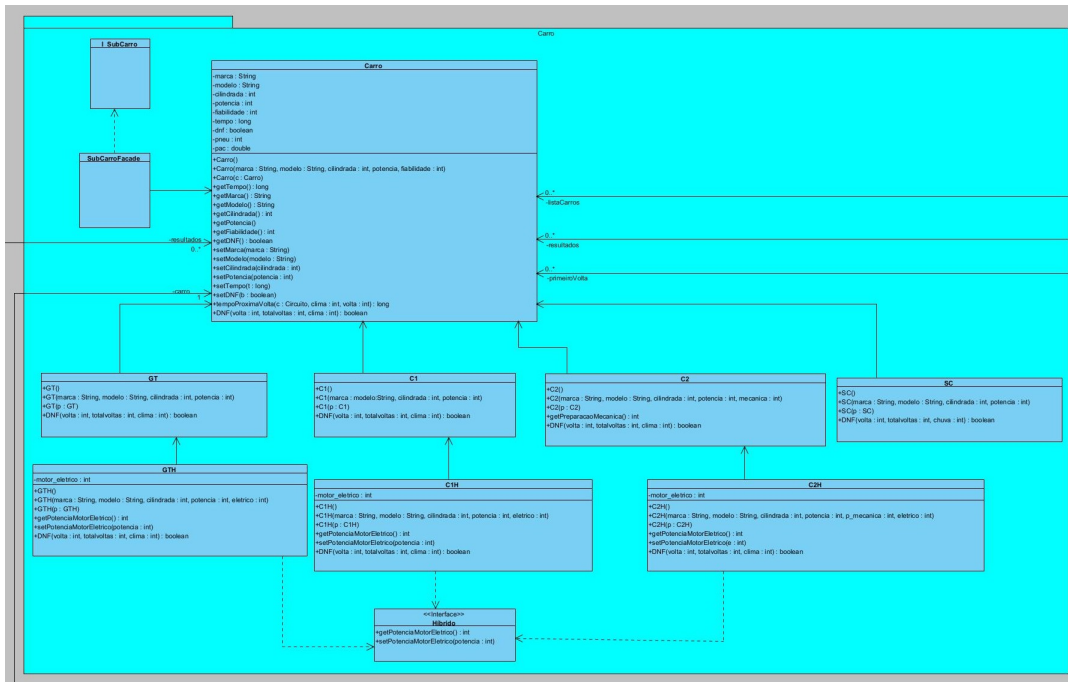 Carro
I_SubCarro
SubCarroFacade
Carro
-marca : String
-modelo : String
-cilindrada : int
-potencia : int
-fiabilidade : int
-tempo : long
-dnf : boolean
-pneu : int
-pac : double
+Carro()
+Carro(marca : String, modelo : String, cilindrada : int, potencia, fiabilidade : int)
+Carro(c : Carro)
+getTempo() : long
+getMarca() : String
+getModelo() : String
+getCilindrada() : int
+getPotencia()
+getFiabilidade() : int
+getDNF() : boolean
+setMarca(marca : String)
+setModelo(modelo : String)
+setCilindrada(cilindrada : int)
+setPotencia(potencia : int)
+setTempo(t : long)
+setDNF(b : boolean)
+tempoProximaVolta(c : Circuito, clima : int, volta : int) : long
+DNF(volta : int, totalvoltas : int, clima : int) : boolean
-resultados
0..*
-carro
1
0..*
-listaCarros
0..*
-resultados
0..*
-primeiroVolta
GT
+GT()
+GT(marca : String, modelo : String, cilindrada : int, potencia : int)
+GT(p : GT)
+DNF(volta : int, totalvoltas : int, clima : int) : boolean
C1
+C1()
+C1(marca : modelo:String, cilindrada : int, potencia : int)
+C1(p : C1)
+DNF(volta : int, totalvoltas : int, clima : int) : boolean
C2
+C2()
+C2(marca : String, modelo : String, cilindrada : int, potencia : int, mecanica : int)
+C2(p : C2)
+getPreparacaoMecanica() : int
+DNF(volta : int, totalvoltas : int, clima : int) : boolean
SC
+SC()
+SC(marca : String, modelo : String, cilindrada : int, potencia : int)
+SC(p : SC)
+DNF(volta : int, totalvoltas : int, chuva : int) : boolean
GTH
-motor_eletrico : int
+GTH()
+GTH(marca : String, modelo : String, cilindrada : int, potencia : int, eletrico : int)
+GTH(p : GTH)
+getPotenciaMotorEletrico() : int
+setPotenciaMotorEletrico(potencia : int)
+DNF(volta : int, totalvoltas : int, clima : int) : boolean
C1H
-motor_eletrico : int
+C1H()
+C1H(marca : String, modelo : String, cilindrada : int, potencia : int, eletrico : int)
+C1H(p : C1H)
+getPotenciaMotorEletrico() : int
+setPotenciaMotorEletrico(potencia : int)
+DNF(volta : int, totalvoltas : int, clima : int) : boolean
C2H
-motor_eletrico : int
+C2H()
+C2H(marca : String, modelo : String, cilindrada : int, potencia : int, p_mecanica : int, eletrico : int)
+C2H(p : C2H)
+getPotenciaMotorEletrico() : int
+setPotenciaMotorEletrico(e : int)
+DNF(volta : int, totalvoltas : int, clima : int) : boolean
<<Interface>>
Hibrido
+getPotenciaMotorEletrico() : int
+setPotenciaMotorEletrico(potencia : int)